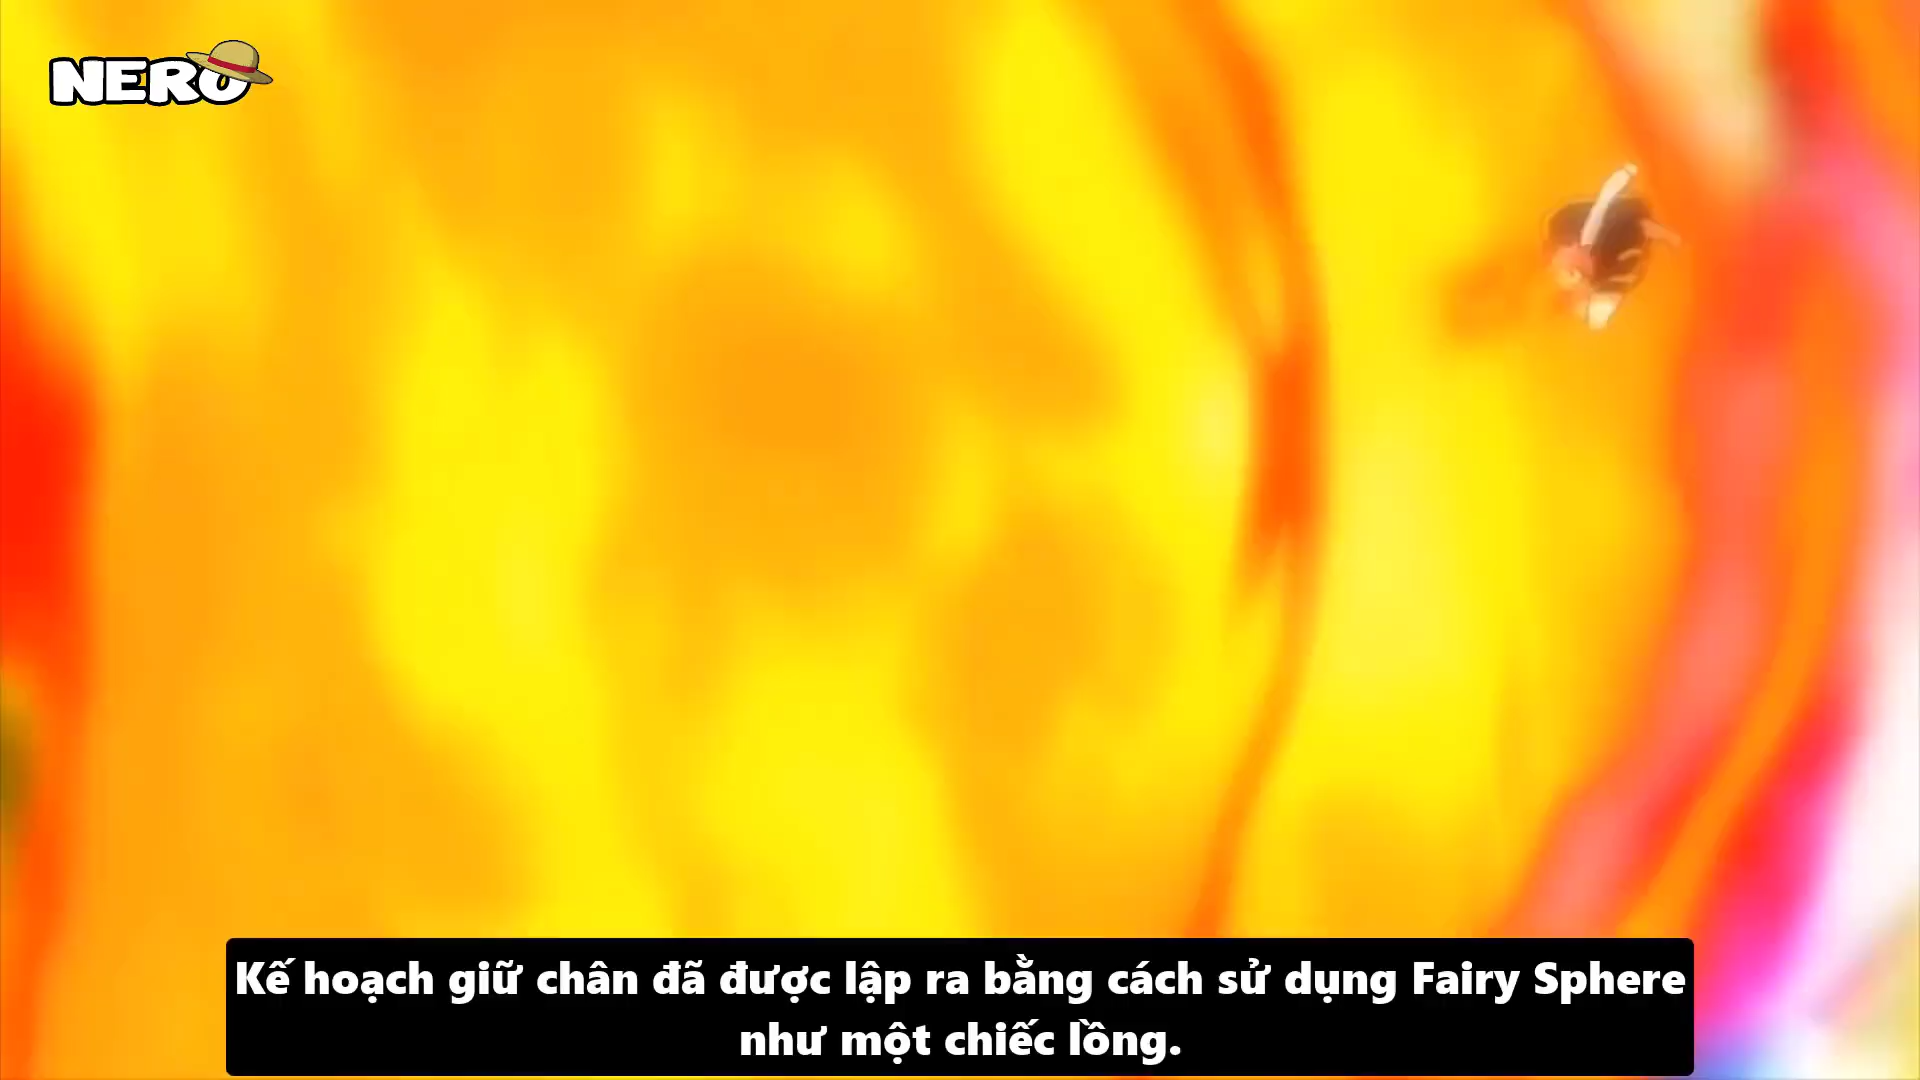 NERO
Kế hoạch giữ chân đã được lập ra bằng cách sử dụng Fairy Sphere
như một chiếc lồng.